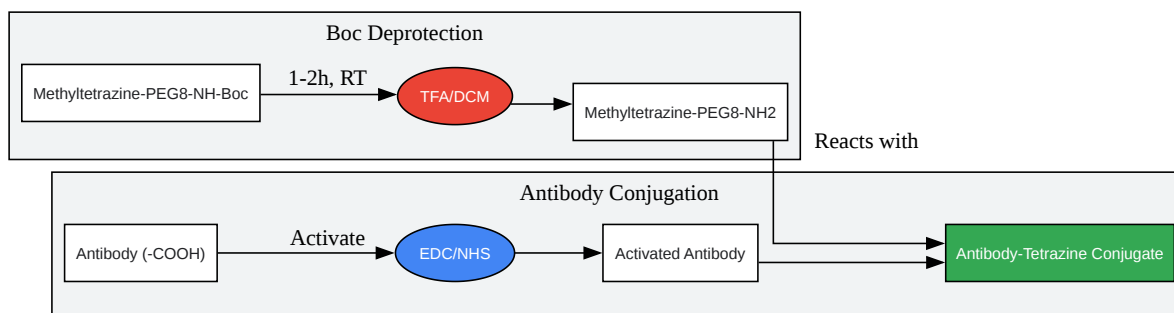 Boc Deprotection
Methyltetrazine-PEG8-NH-Boc
1-2h, RT
TFA/DCM
Methyltetrazine-PEG8-NH2
Reacts with
Antibody Conjugation
Antibody (-COOH)
Activate
EDC/NHS
Activated Antibody
Antibody-Tetrazine Conjugate